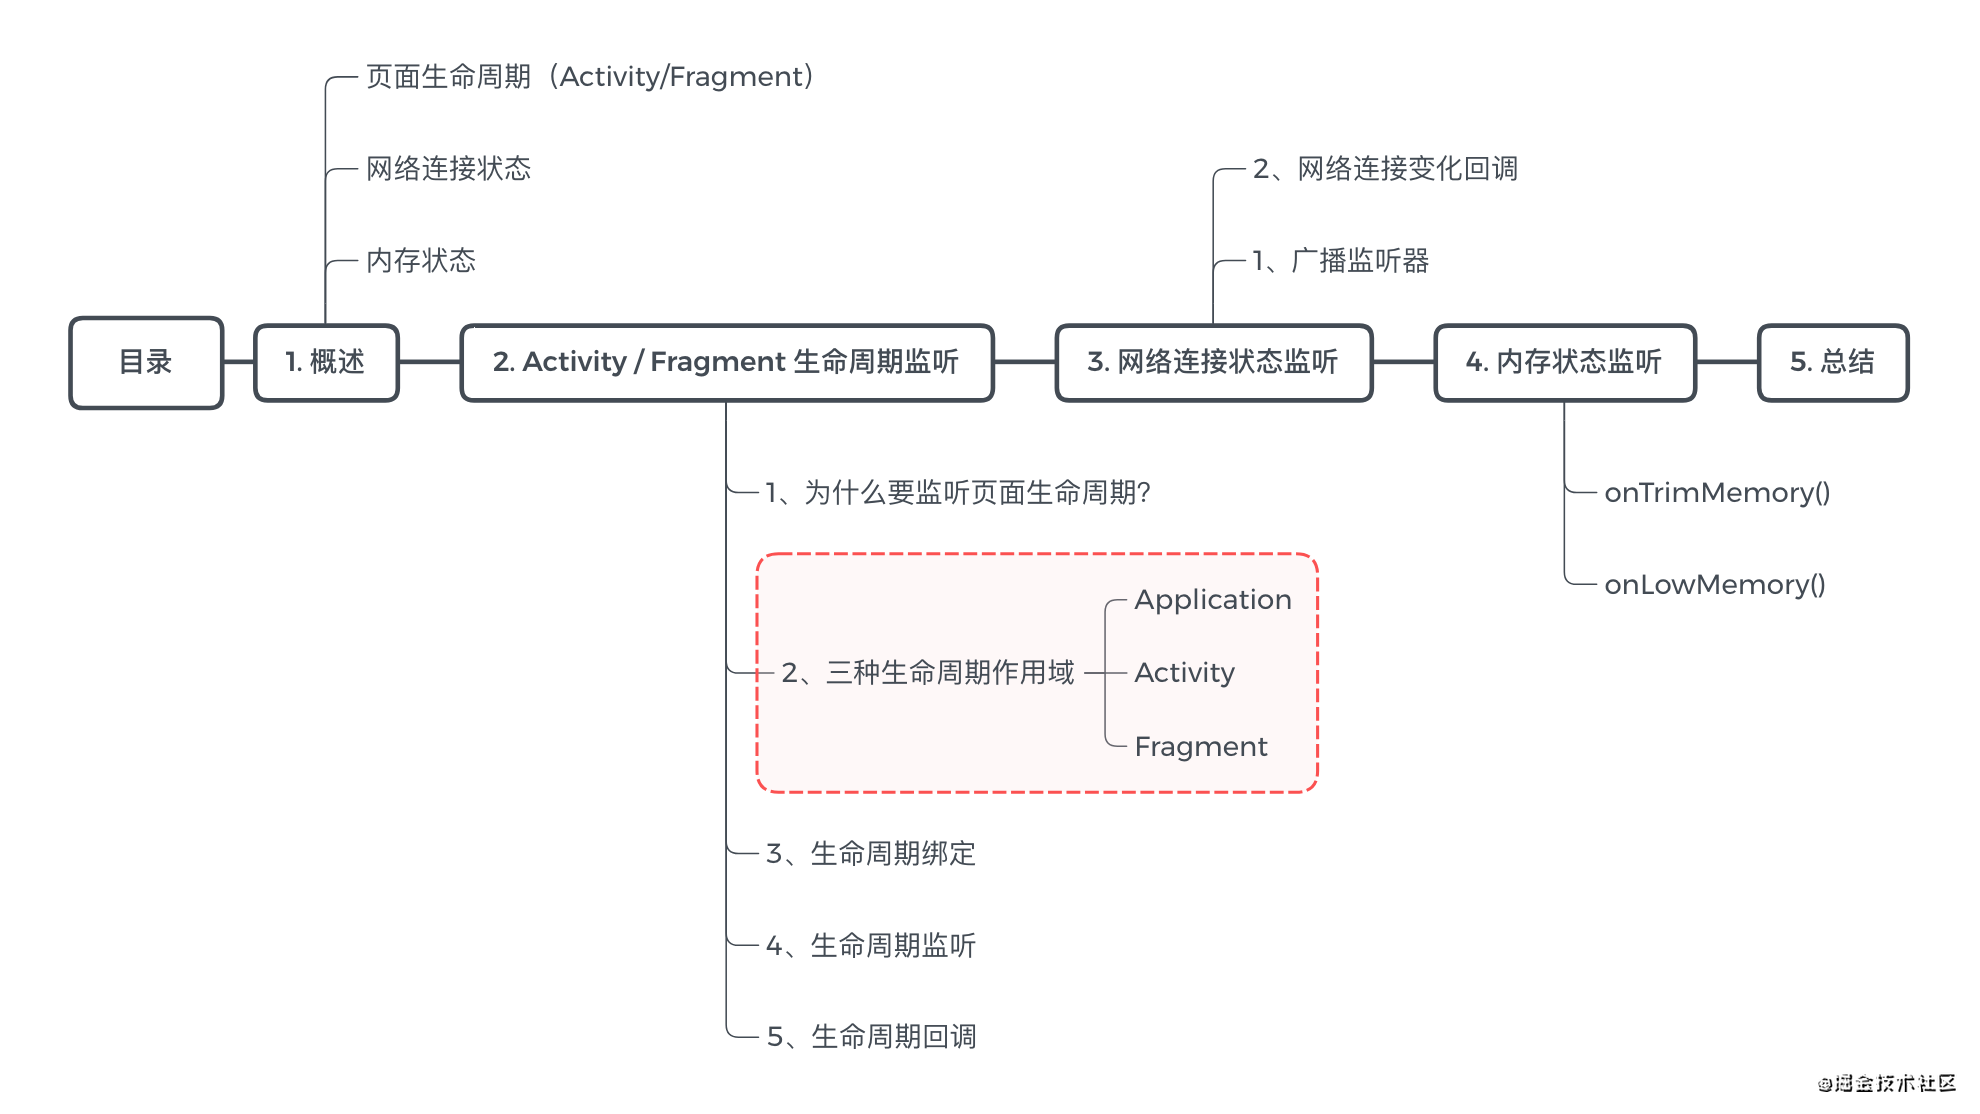 页面生命周期（Activity/Fragment）
网络连接状态
内存状态
2、网络连接变化回调
1、广播监听器
目录
1. 概述
2. Activity / Fragment 生命周期监听
3. 网络连接状态监听
4. 内存状态监听
5. 总结
1、为什么要监听页面生命周期？
2、三种生命周期作用域
Application
Activity
Fragment
3、生命周期绑定
4、生命周期监听
5、生命周期回调
onTrimMemory()
onLowMemory()
@掘金技术社区